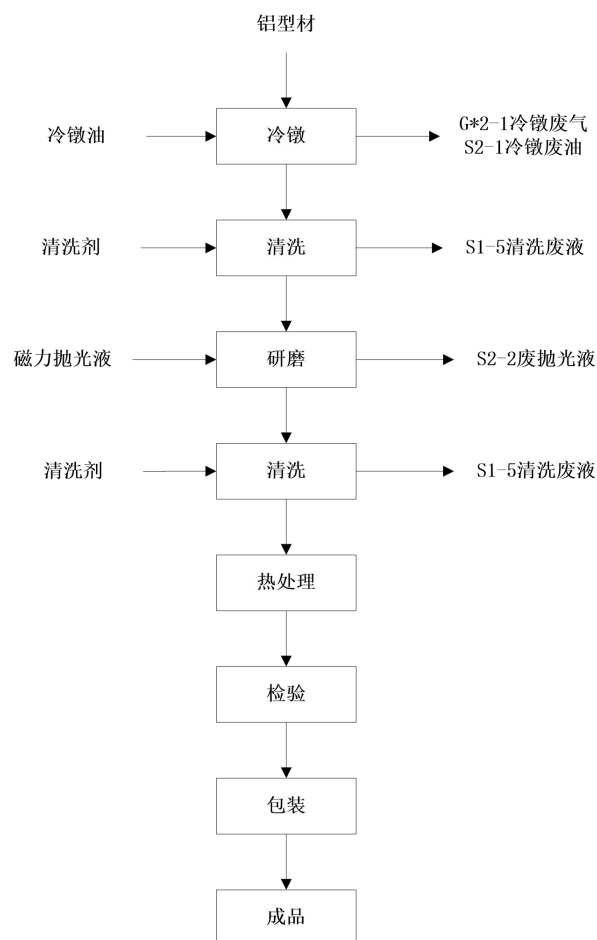 铝型材
冷镦油
冷镦
G*2-1冷镦废气
S2-1冷镦废油
清洗剂
清洗
S1-5清洗废液
磁力抛光液
研磨
S2-2废抛光液
清洗剂
清洗
S1-5清洗废液
热处理
检验
包装
成品